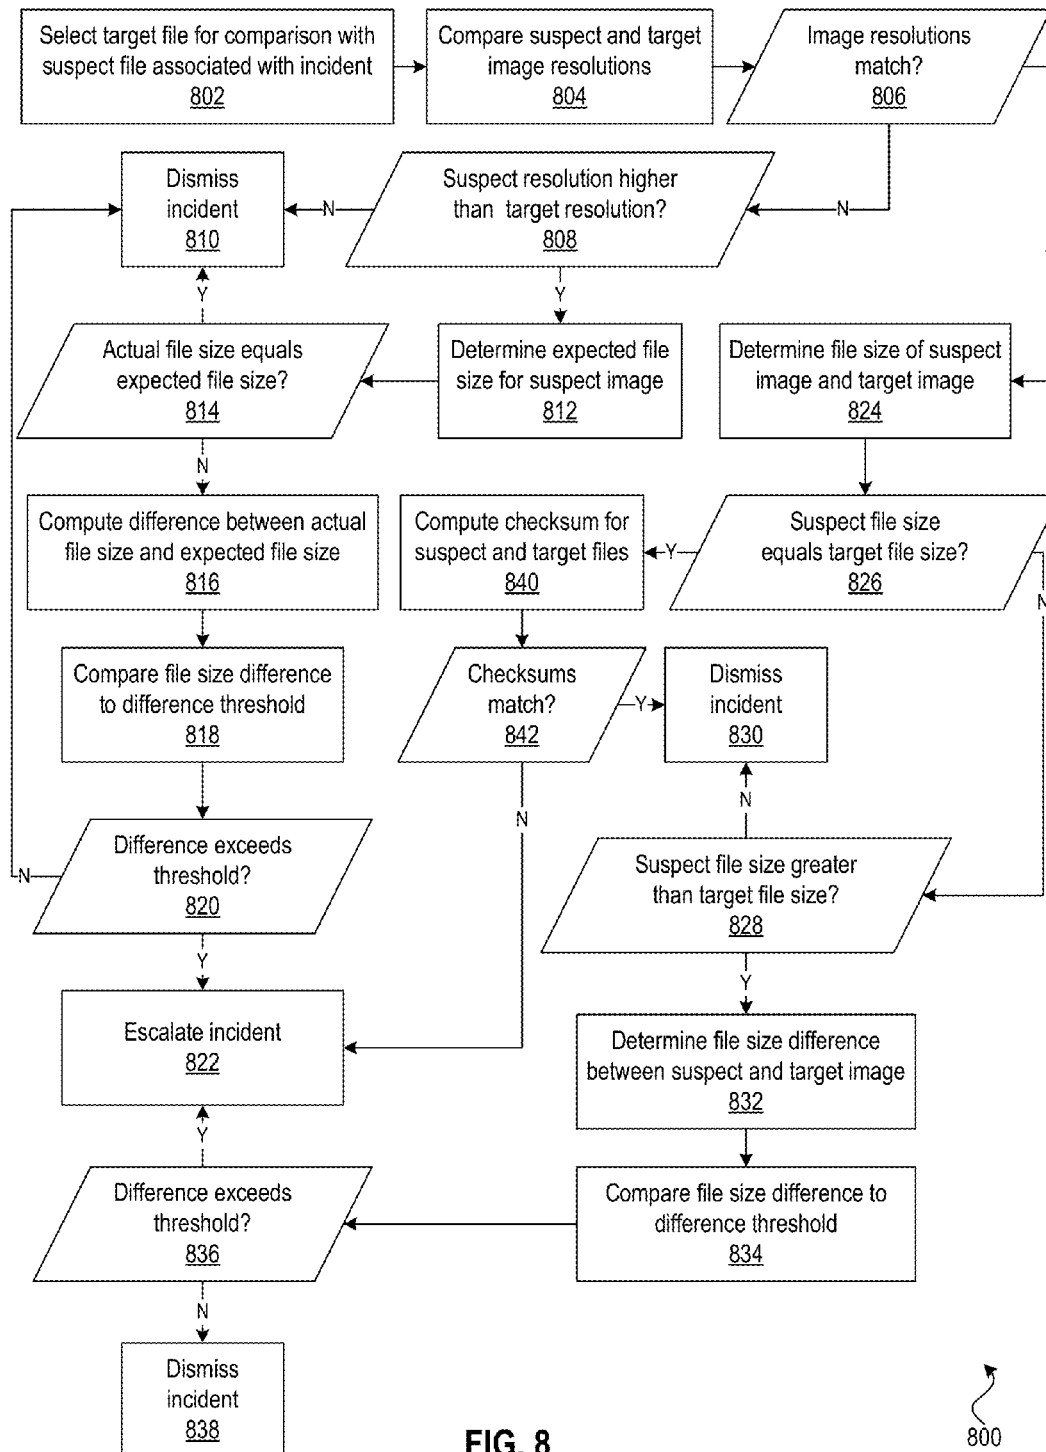 Select target file for comparison with
suspect file associated with incident
802
Compare suspect and target
image resolutions
804
Image resolutions
match?
806
N
Suspect resolution higher
than target resolution?
808
N
Dismiss
incident
810
Y
Y
Actual file size equals
expected file size?
814
Determine expected file
size for suspect image
812
Determine file size of suspect
image and target image
824
N
Compute difference between actual
file size and expected file size
816
Compute checksum for
suspect and target files
840
Y
Suspect file size
equals target file size?
826
N
Compare file size difference
to difference threshold
818
Checksums
match?
842
Y
Dismiss
incident
830
N
N
Difference exceeds
threshold?
820
N
Suspect file size greater
than target file size?
828
Y
Y
Escalate incident
822
Determine file size difference
between suspect and target image
832
Y
Difference exceeds
threshold?
836
Compare file size difference to
difference threshold
834
N
Dismiss
incident
838
FIG. 8
800